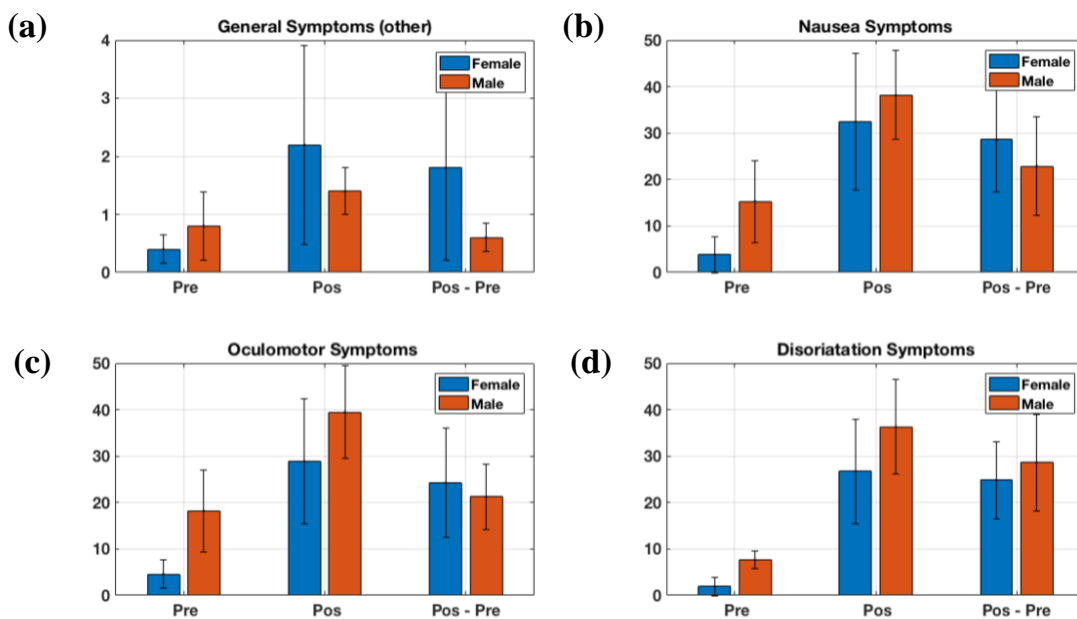 (a)
General Symptoms (other)
4
3
2
1
0
Female
Male
Pre
Pos
Pos - Pre
(b)
Nausea Symptoms
50
40
30
20
10
0
Female
Male
Pre
Pos
Pos - Pre
(c)
Oculomotor Symptoms
50
40
30
20
10
0
Female
Male
Pre
Pos
Pos - Pre
(d)
Disoriatation Symptoms
50
40
30
20
10
0
Female
Male
Pre
Pos
Pos - Pre